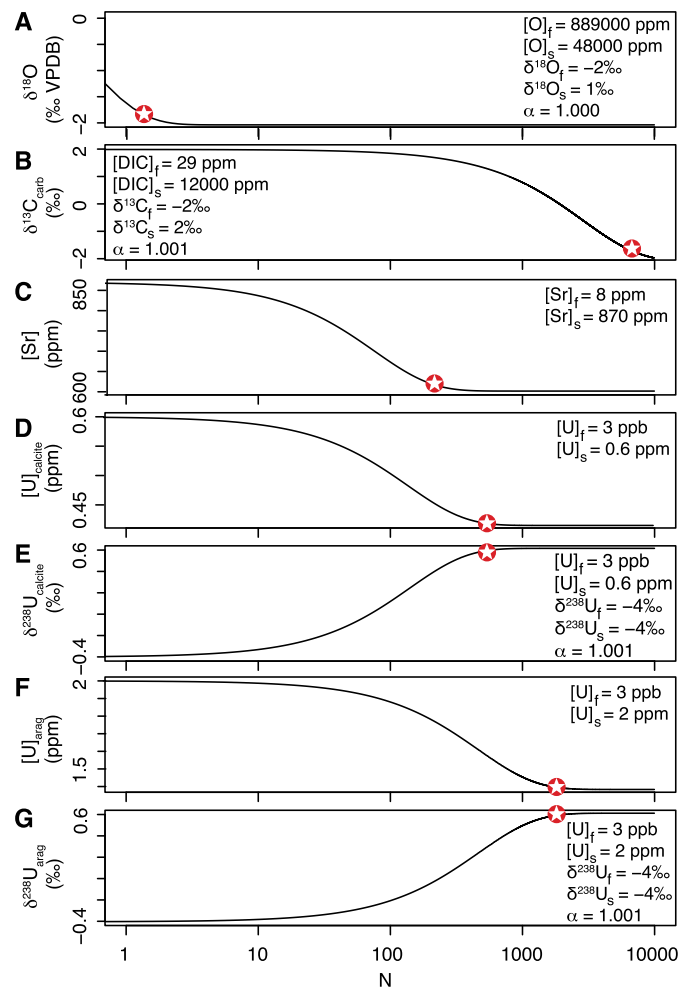 A
δ¹⁸O
(‰ VPDB)
0
−2
[O]f = 889000 ppm
[O]s = 48000 ppm
δ¹⁸Of = −2‰
δ¹⁸Os = 1‰
α = 1.000
B
δ¹³Ccarb
(‰)
2
0
−2
[DIC]f = 29 ppm
[DIC]s = 12000 ppm
δ¹³Cf = −2‰
δ¹³Cs = 2‰
α = 1.001
C
[Sr]
(ppm)
850
600
[Sr]f = 8 ppm
[Sr]s = 870 ppm
D
[U]calcite
(ppm)
0.6
0.45
[U]f = 3 ppb
[U]s = 0.6 ppm
E
δ²³⁸Ucalcite
(‰)
0.6
−0.4
[U]f = 3 ppb
[U]s = 0.6 ppm
δ²³⁸Uf = −4‰
δ²³⁸Us = −4‰
α = 1.001
F
[U]arag
(ppm)
2
1.5
[U]f = 3 ppb
[U]s = 2 ppm
G
δ²³⁸Uarag
(‰)
0.6
−0.4
[U]f = 3 ppb
[U]s = 2 ppm
δ²³⁸Uf = −4‰
δ²³⁸Us = −4‰
α = 1.001
1 10 100 1000 10000
N